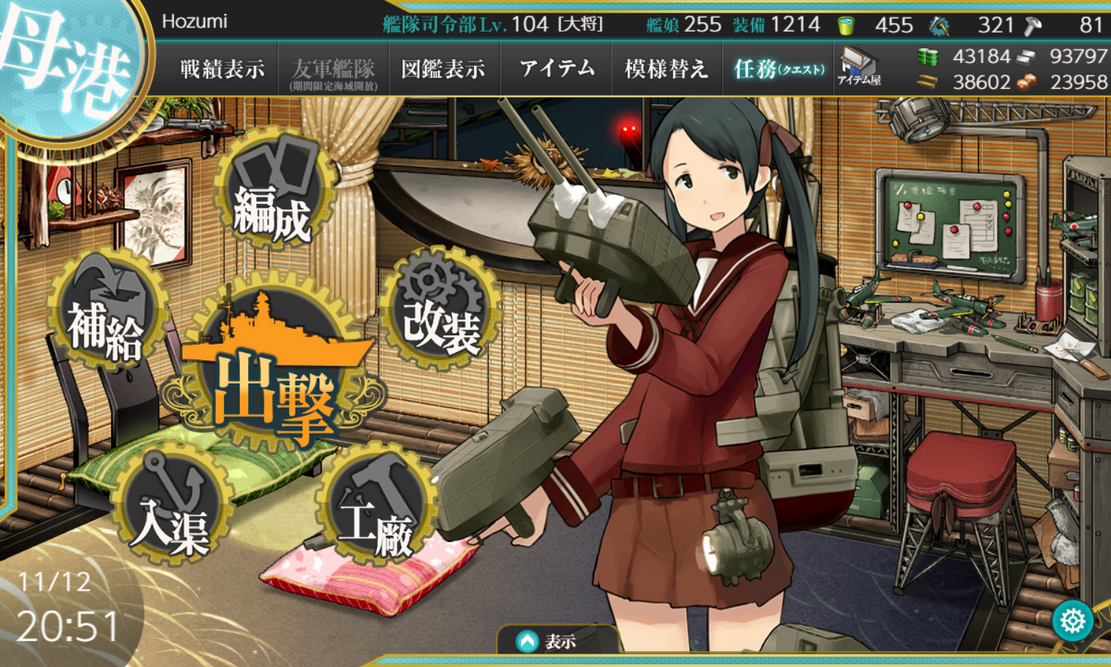 母港
Hozumi
艦隊司令部Lv. 104 [大将]
艦娘 255 装備 1214
455
321
81
戦績表示
友軍艦隊
(期間限定海域開放)
図鑑表示
アイテム
模様替え
任務(クエスト)
アイテム屋
43184
93797
38602
23958
編成
補給
改装
出撃
入渠
工廠
11/12
20:51
表示